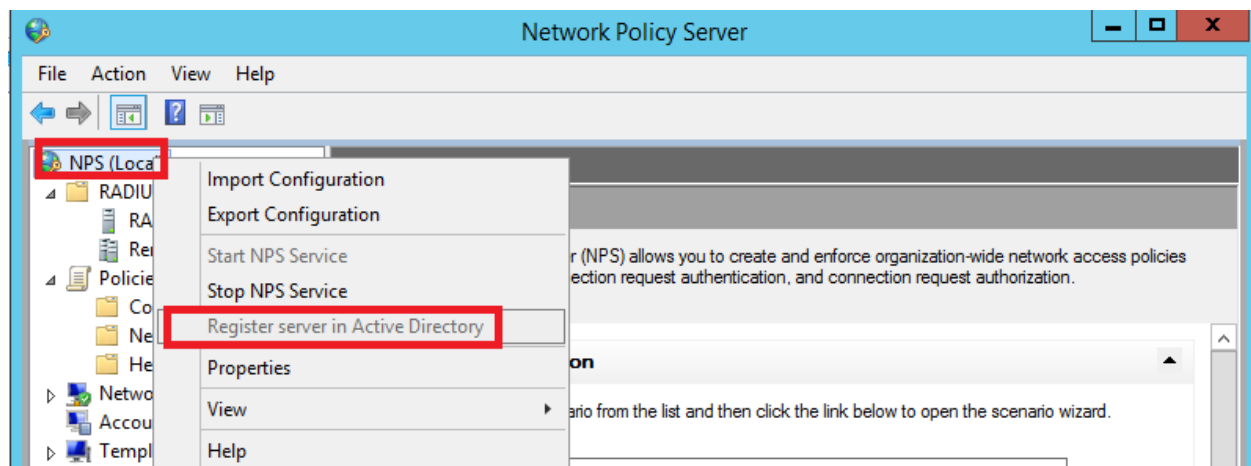 Network Policy Server
File Action View Help
NPS (Loca
RADIU
RA
Re
Policie
Co
Ne
He
Netwo
Accou
Templ
Import Configuration
Export Configuration
Start NPS Service
Stop NPS Service
Register server in Active Directory
Properties
View
Help
r (NPS) allows you to create and enforce organization-wide network access policies
ection request authentication, and connection request authorization.
on
ario from the list and then click the link below to open the scenario wizard.